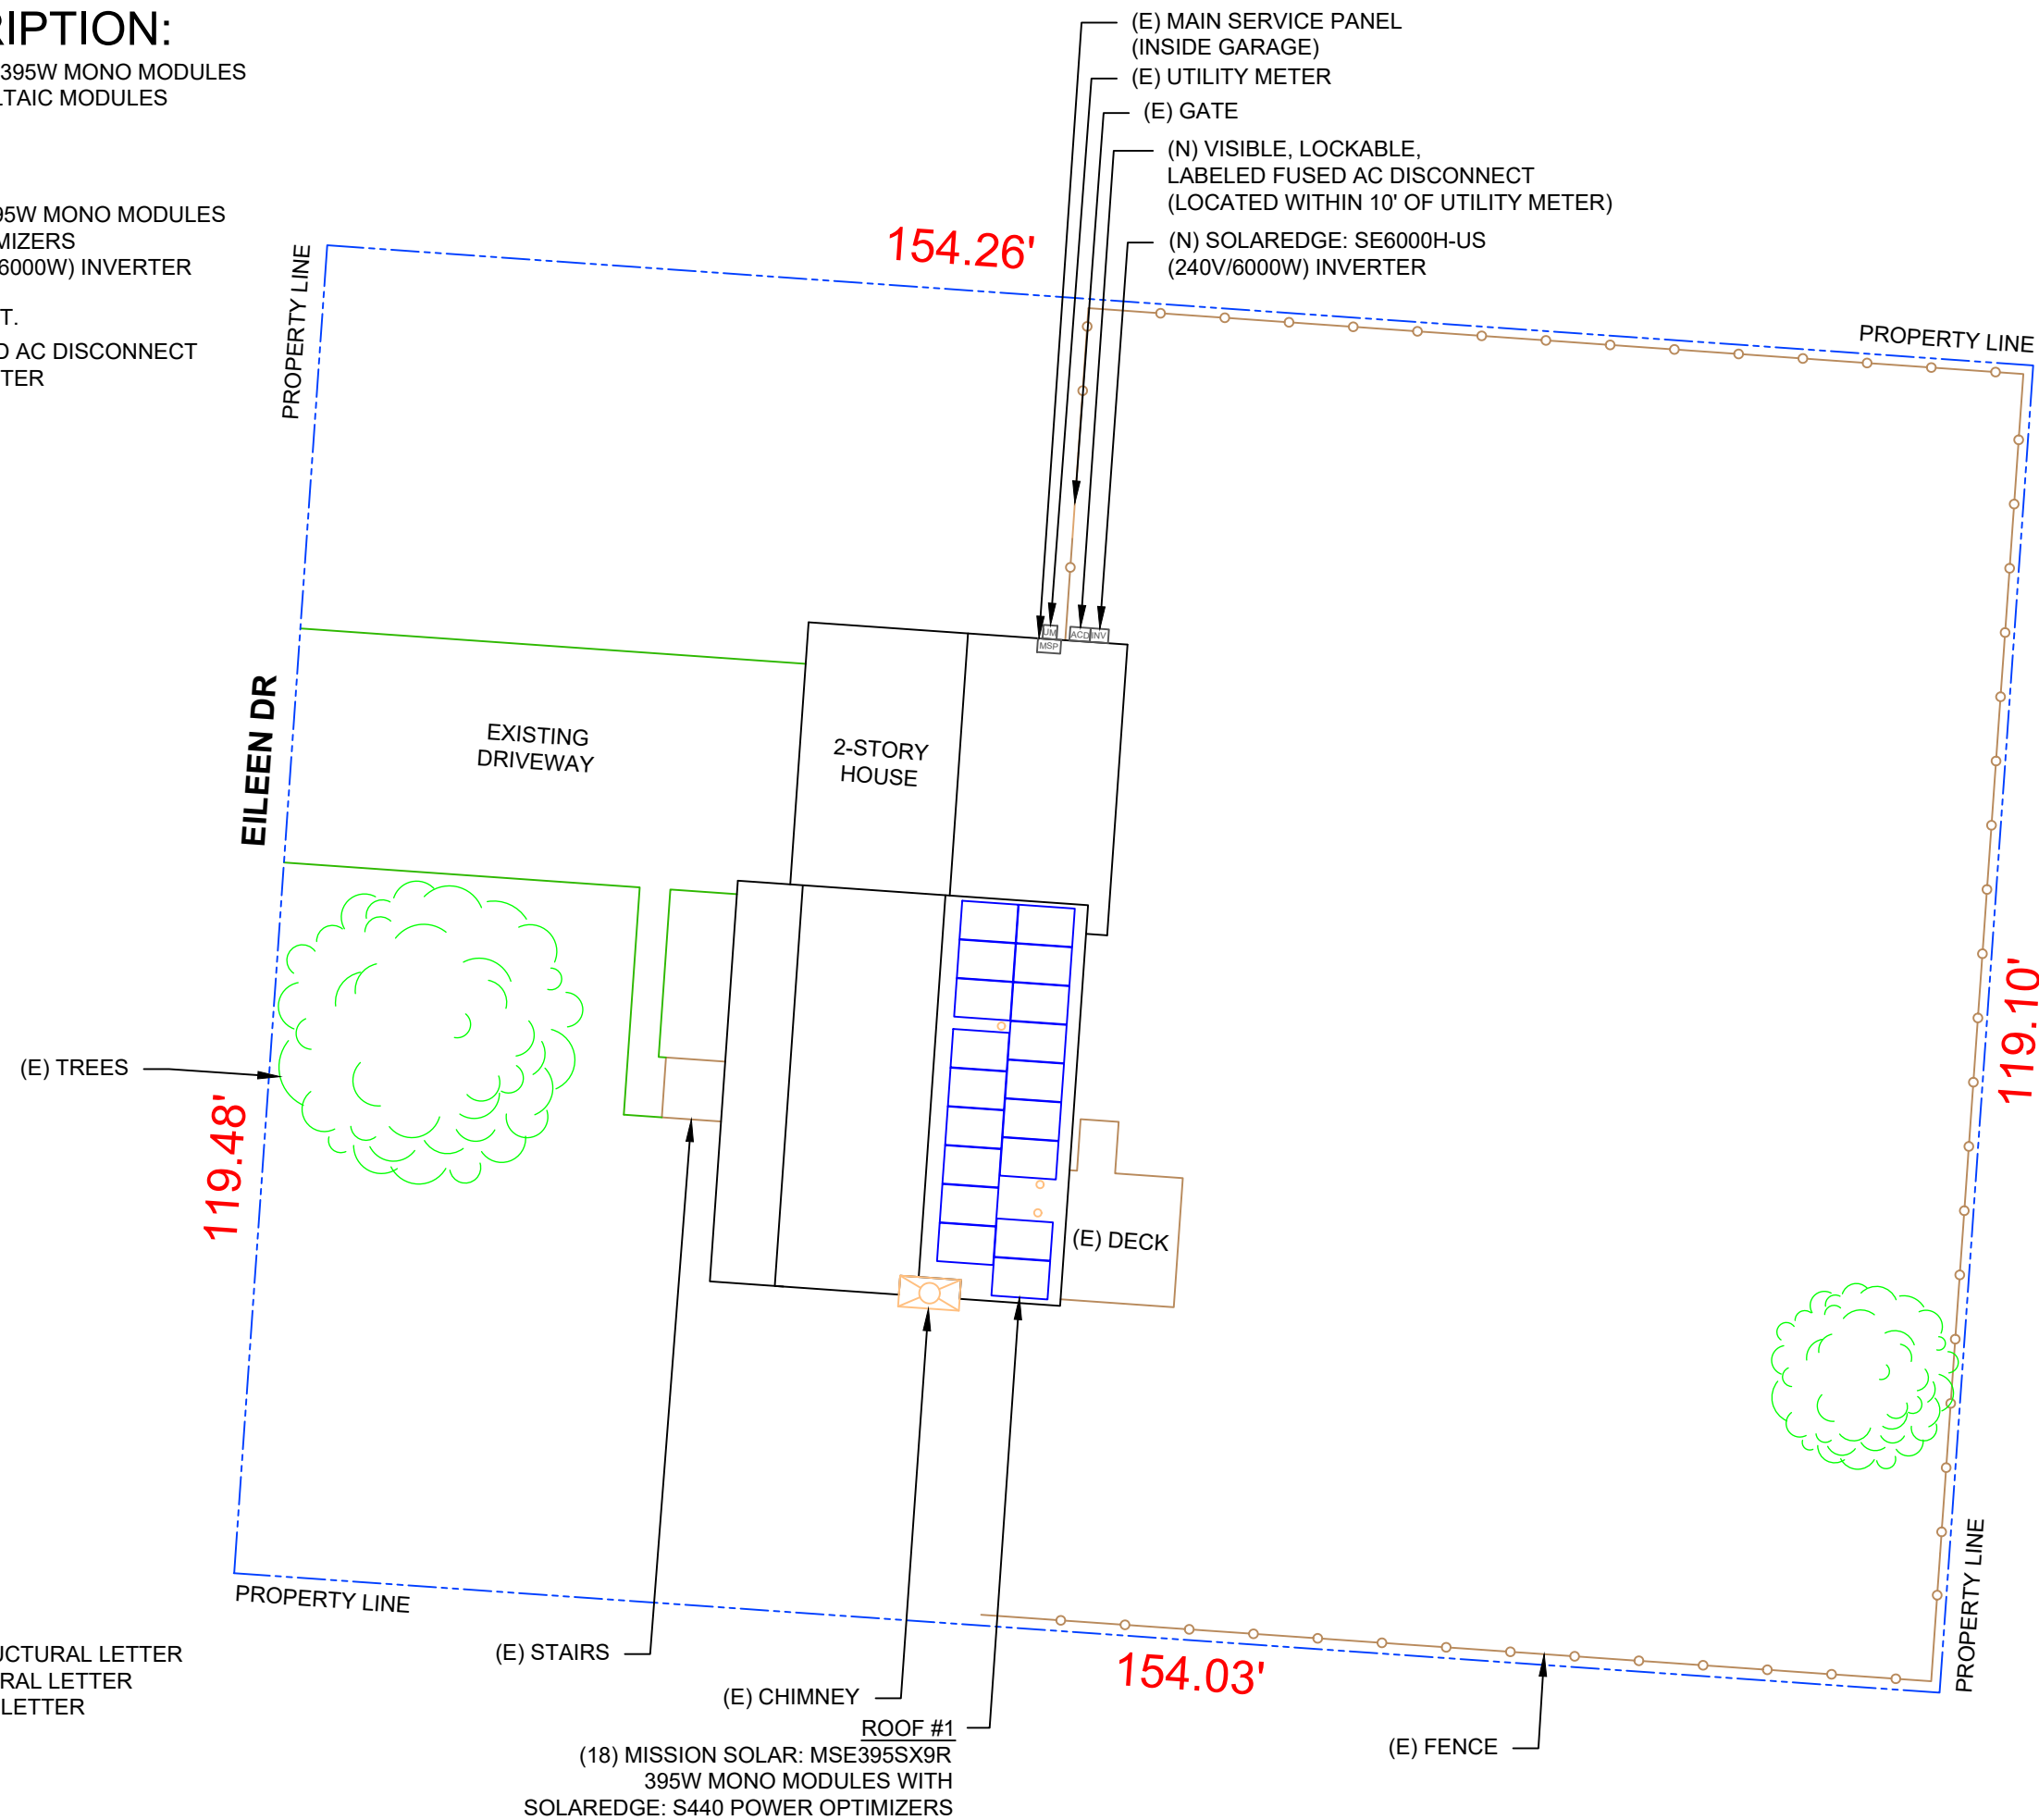 RIPTION:
395W MONO MODULES
LTAIC MODULES
95W MONO MODULES
MIZERS
6000W) INVERTER
T.
D AC DISCONNECT
TER
(E) MAIN SERVICE PANEL
(INSIDE GARAGE)
(E) UTILITY METER
(E) GATE
(N) VISIBLE, LOCKABLE,
LABELED FUSED AC DISCONNECT
(LOCATED WITHIN 10' OF UTILITY METER)
(N) SOLAREDGE: SE6000H-US
(240V/6000W) INVERTER
154.26'
PROPERTY LINE
PROPERTY LINE
UM
ACD
INV
MSP
EILEEN DR
EXISTING
DRIVEWAY
2-STORY
HOUSE
119.10'
(E) TREES
119.48'
(E) DECK
PROPERTY LINE
PROPERTY LINE
UCTURAL LETTER
RAL LETTER
LETTER
(E) STAIRS
154.03'
(E) CHIMNEY
ROOF #1
(18) MISSION SOLAR: MSE395SX9R
395W MONO MODULES WITH
SOLAREDGE: S440 POWER OPTIMIZERS
(E) FENCE